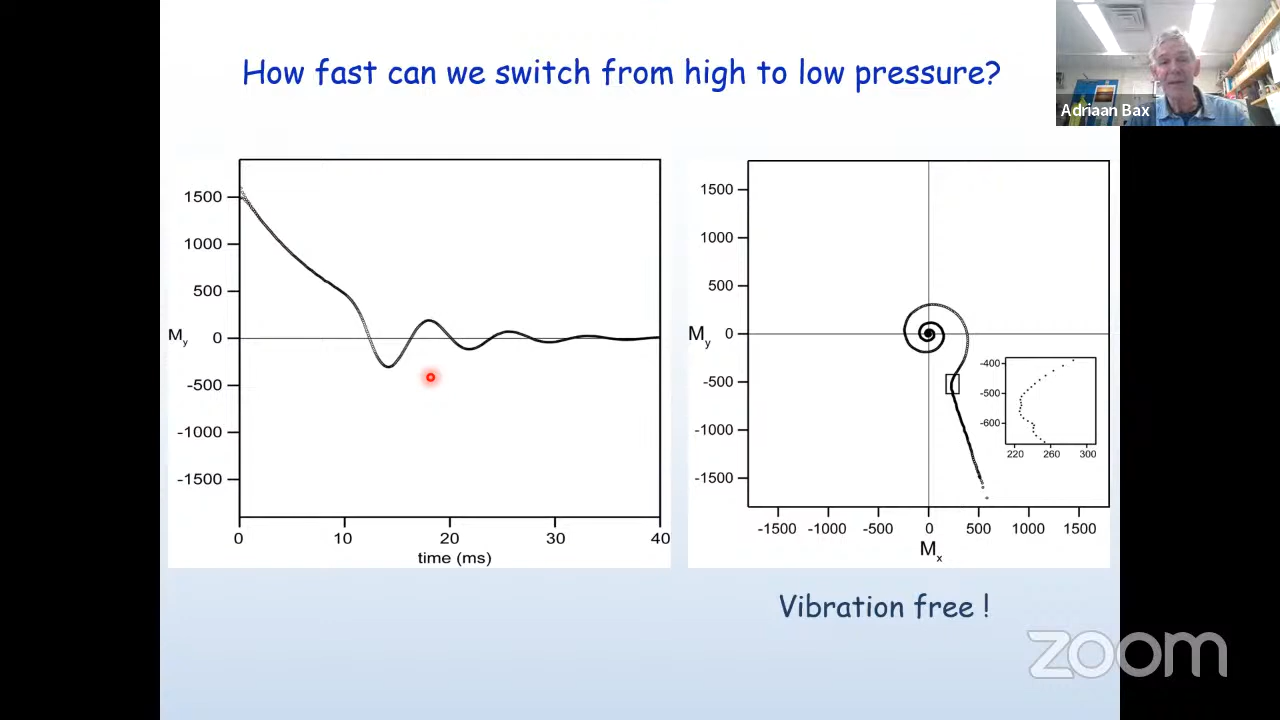 How fast can we switch from high to low pressure?
Adriaan Bax
1500
1000
500
My
0
-500
-1000
-1500
0 10 20 30 40
time (ms)
1500
1000
500
My
0
-500
-1000
-1500
-400
-500
-600
220 260 300
-1500 -1000 -500 0 500 1000 1500
Mx
Vibration free !
zoom